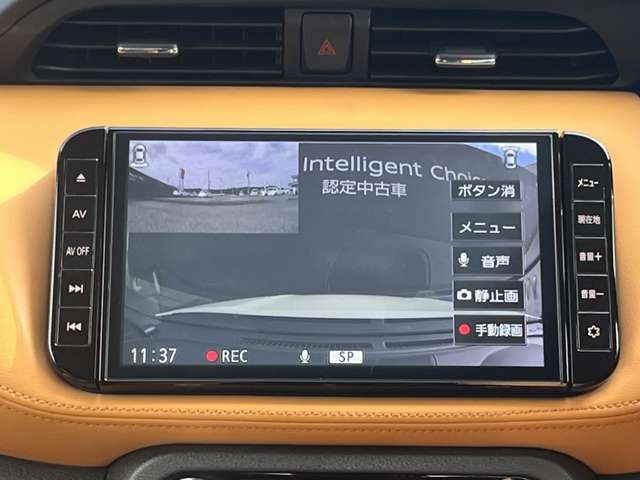 AV
AV OFF
Intelligent Choi
認定中古車
ボタン消
メニュー
音声
静止画
手動録画
11:37
REC
SP
メニュー
現在地
音量＋
音量−